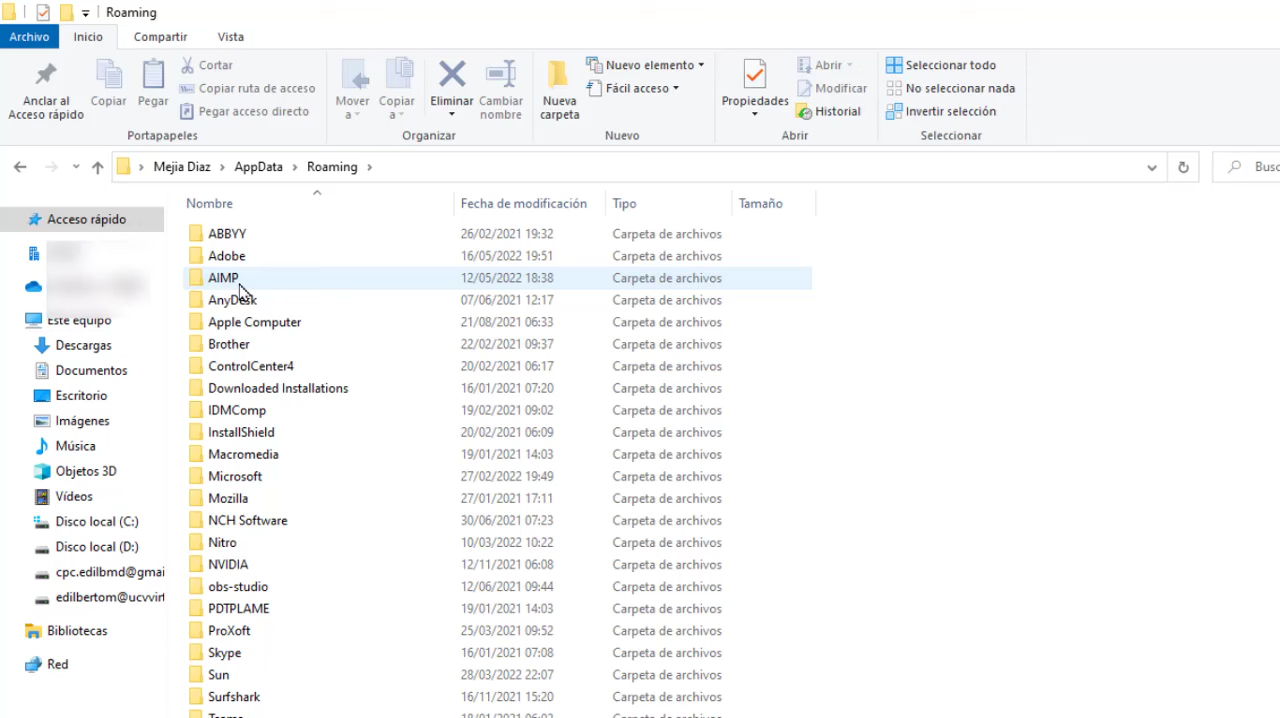 Roaming
Archivo Inicio Compartir Vista
Anclar al Acceso rápido
Copiar
Pegar
Cortar
Copiar ruta de acceso
Pegar acceso directo
Portapapeles
Mover a
Copiar a
Eliminar
Cambiar nombre
Organizar
Nueva carpeta
Nuevo elemento
Fácil acceso
Nuevo
Propiedades
Abrir
Modificar
Historial
Abrir
Seleccionar todo
No seleccionar nada
Invertir selección
Seleccionar
Mejia Diaz › AppData › Roaming ›
Busc
Acceso rápido
Este equipo
Descargas
Documentos
Escritorio
Imágenes
Música
Objetos 3D
Vídeos
Disco local (C:)
Disco local (D:)
cpc.edilbmd@gmai
edilbertom@ucvvirt
Bibliotecas
Red
Nombre Fecha de modificación Tipo Tamaño
ABBYY 26/02/2021 19:32 Carpeta de archivos
Adobe 16/05/2022 19:51 Carpeta de archivos
AIMP 12/05/2022 18:38 Carpeta de archivos
AnyDesk 07/06/2021 12:17 Carpeta de archivos
Apple Computer 21/08/2021 06:33 Carpeta de archivos
Brother 22/02/2021 09:37 Carpeta de archivos
ControlCenter4 20/02/2021 06:17 Carpeta de archivos
Downloaded Installations 16/01/2021 07:20 Carpeta de archivos
IDMComp 19/02/2021 09:02 Carpeta de archivos
InstallShield 20/02/2021 06:09 Carpeta de archivos
Macromedia 19/01/2021 14:03 Carpeta de archivos
Microsoft 27/02/2022 19:49 Carpeta de archivos
Mozilla 27/01/2021 17:11 Carpeta de archivos
NCH Software 30/06/2021 07:23 Carpeta de archivos
Nitro 10/03/2022 10:22 Carpeta de archivos
NVIDIA 12/11/2021 06:08 Carpeta de archivos
obs-studio 12/06/2021 09:44 Carpeta de archivos
PDTPLAME 19/01/2021 14:03 Carpeta de archivos
ProXoft 25/03/2021 09:52 Carpeta de archivos
Skype 16/01/2021 07:08 Carpeta de archivos
Sun 28/03/2022 22:07 Carpeta de archivos
Surfshark 16/11/2021 15:20 Carpeta de archivos